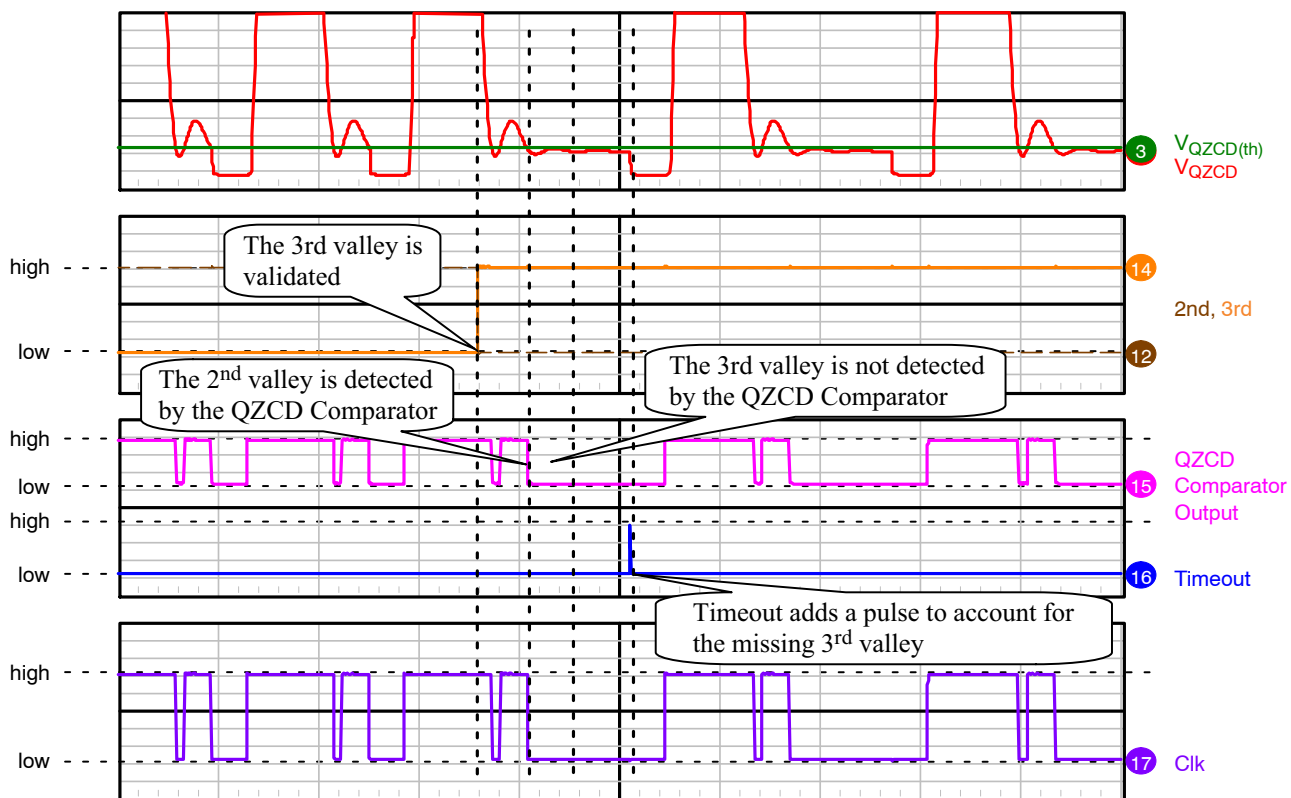 3
V_QZCD(th)
V_QZCD
The 3rd valley is
validated
high
14
2nd, 3rd
low
12
The 2nd valley is detected
by the QZCD Comparator
The 3rd valley is not detected
by the QZCD Comparator
high
low
15
QZCD
Comparator
Output
high
low
16
Timeout
Timeout adds a pulse to account for
the missing 3rd valley
high
low
17
Clk